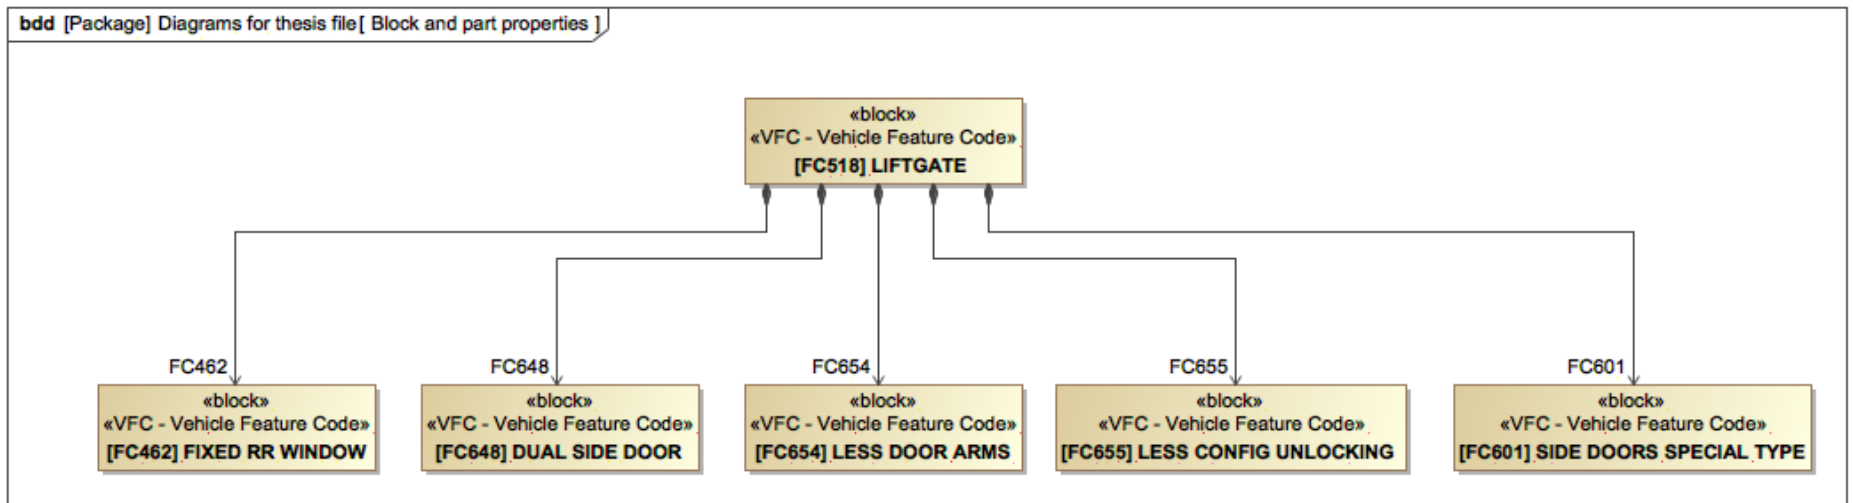 bdd [Package] Diagrams for thesis file[ Block and part properties ]
«block»
«VFC - Vehicle Feature Code»
[FC518] LIFTGATE
FC462
FC648
FC654
FC655
FC601
«block»
«VFC - Vehicle Feature Code»
[FC462] FIXED RR WINDOW
«block»
«VFC - Vehicle Feature Code»
[FC648] DUAL SIDE DOOR
«block»
«VFC - Vehicle Feature Code»
[FC654] LESS DOOR ARMS
«block»
«VFC - Vehicle Feature Code»
[FC655] LESS CONFIG UNLOCKING
«block»
«VFC - Vehicle Feature Code»
[FC601] SIDE DOORS SPECIAL TYPE